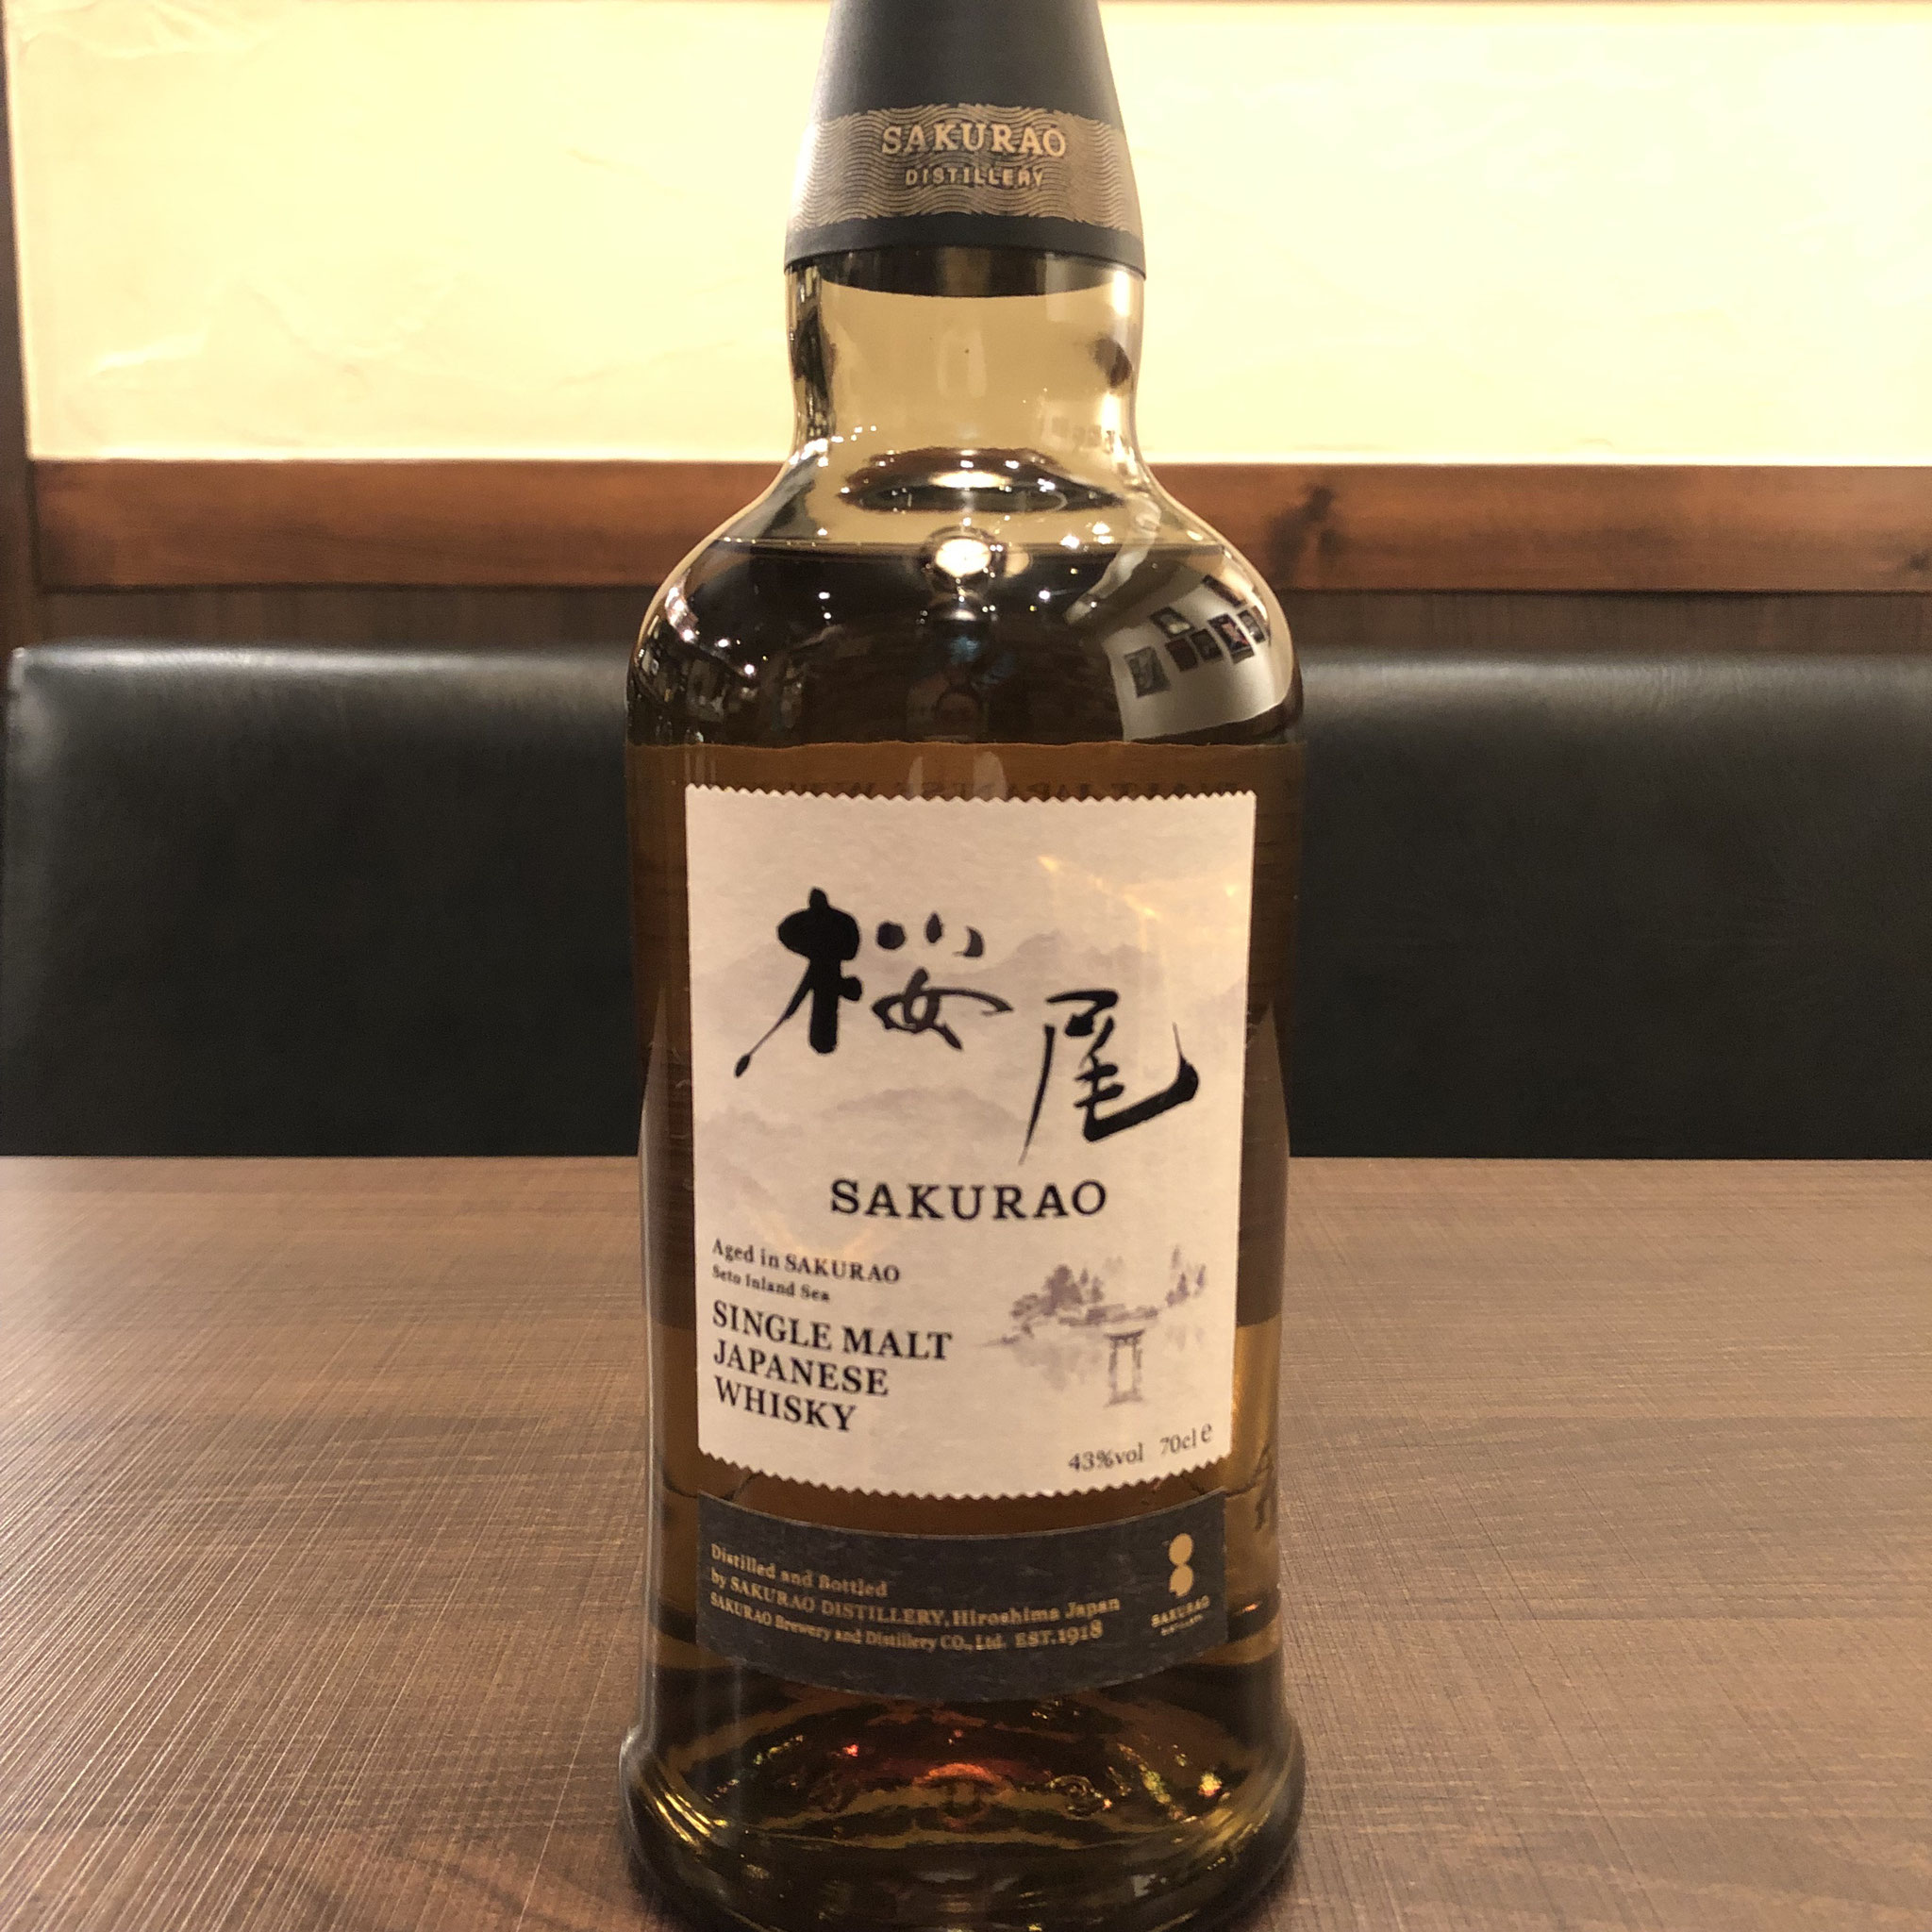 SAKURAO
DISTILLERY
桜尾
SAKURAO
Aged in SAKURAO
Seto Inland Sea
SINGLE MALT
JAPANESE
WHISKY
43%vol 70cl e
Distilled and Bottled
by SAKURAO DISTILLERY, Hiroshima Japan
SAKURAO Brewery and Distillery CO., Ltd. EST.1918
SAKURAO
DISTILLERY